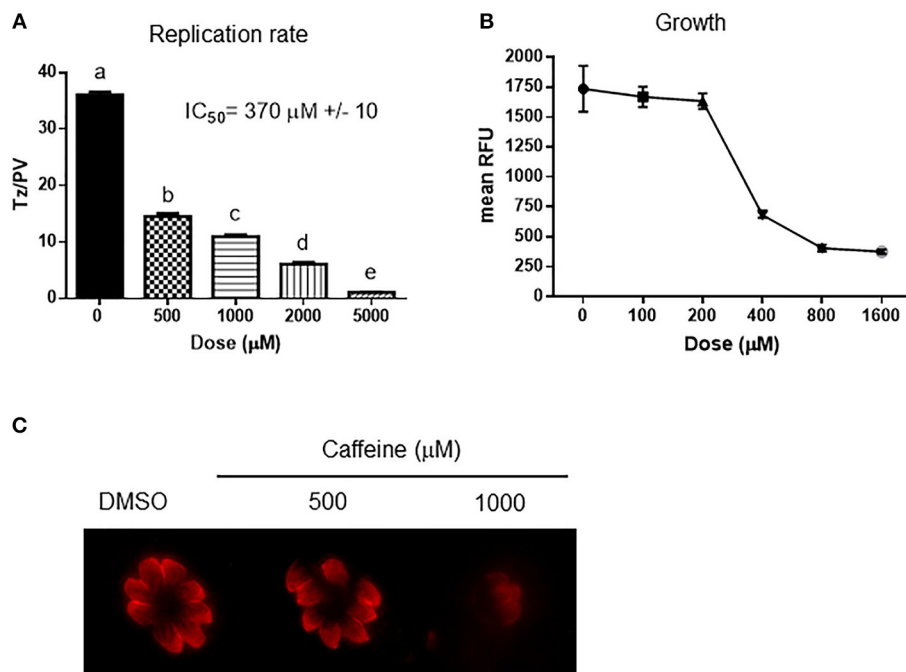 A
Replication rate
40
30
20
10
0
Tz/PV
a
b
c
d
e
IC50= 370 μM +/- 10
0 500 1000 2000 5000
Dose (μM)
B
Growth
2000
1750
1500
1250
1000
750
500
250
0
mean RFU
0 100 200 400 800 1600
Dose (μM)
C
Caffeine (μM)
DMSO 500 1000